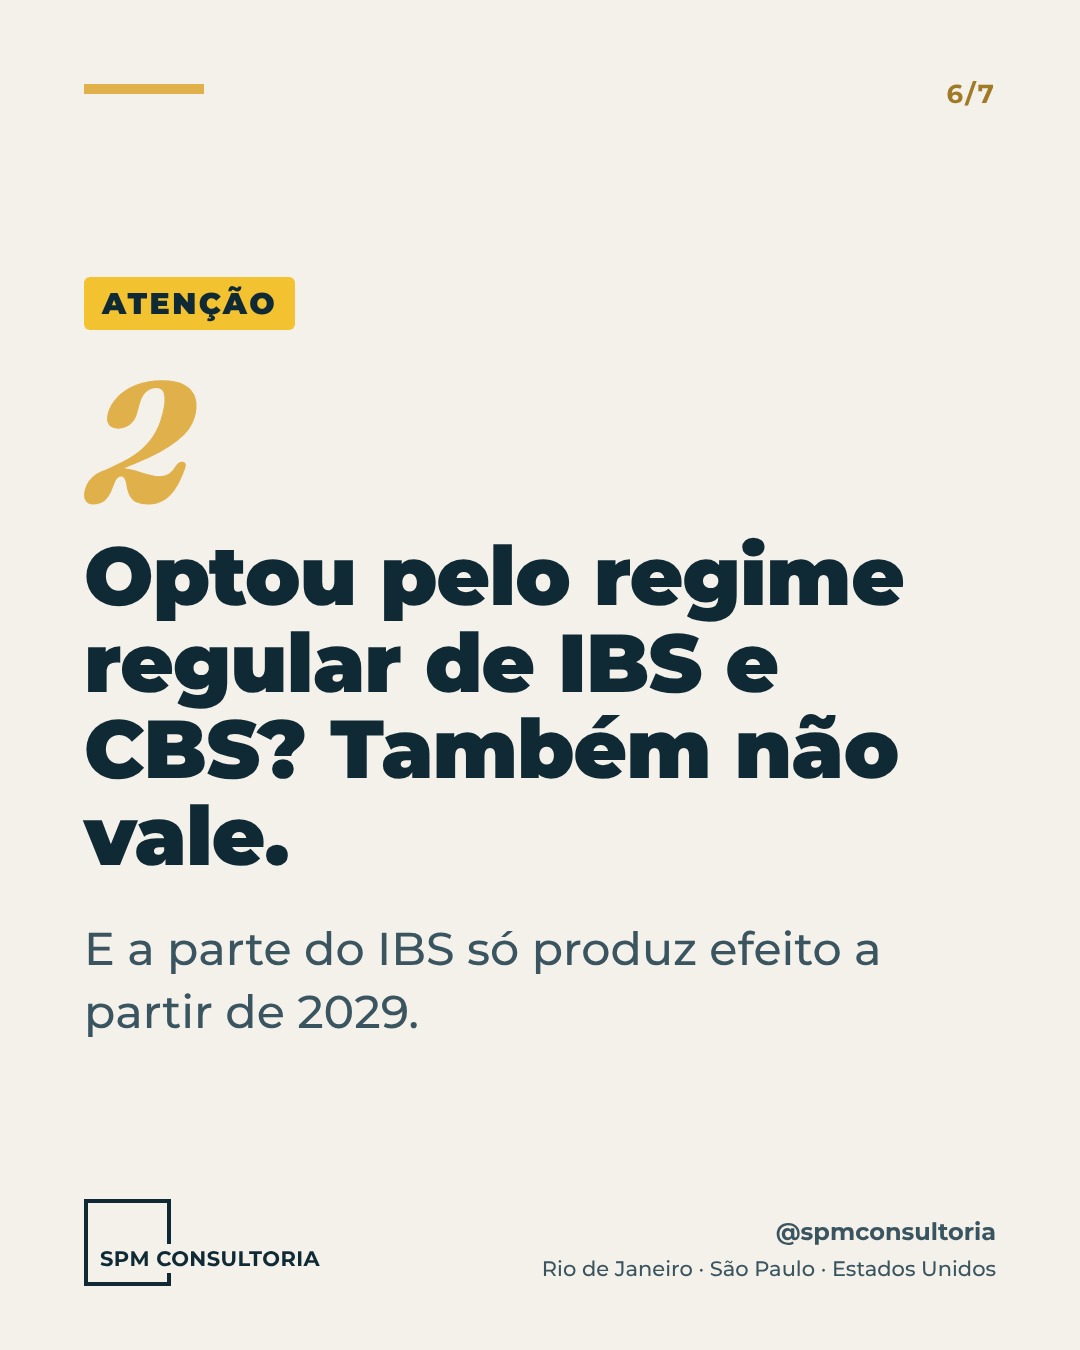 6/7
ATENÇÃO
2
Optou pelo regime
regular de IBS e
CBS? Também não
vale.
E a parte do IBS só produz efeito a
partir de 2029.
SPM CONSULTORIA
@spmconsultoria
Rio de Janeiro · São Paulo · Estados Unidos